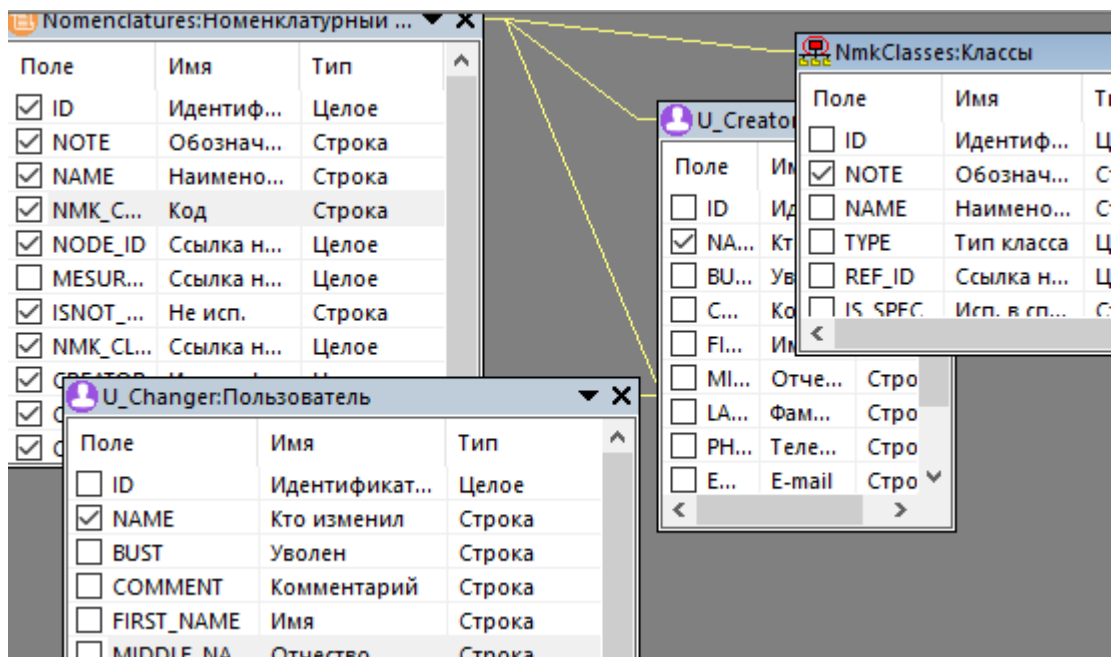 Nomenclatures:Номенклатурный ...
Поле Имя Тип
ID Идентиф... Целое
NOTE Обознач... Строка
NAME Наимено... Строка
NMK_C... Код Строка
NODE_ID Ссылка н... Целое
MESUR... Ссылка н... Целое
ISNOT_... Не исп. Строка
NMK_CL... Ссылка н... Целое
NmkClasses:Классы
Поле Имя
ID Идентиф...
NOTE Обознач...
NAME Наимено...
TYPE Тип класса
REF_ID Ссылка н...
IS_SPEC Исп. в сп...
U_Creator
Поле
ID
NA...
BU...
C...
FI...
MI... Отче... Стро
LA... Фам... Стро
PH... Теле... Стро
E... E-mail Стро
U_Changer:Пользователь
Поле Имя Тип
ID Идентификат... Целое
NAME Кто изменил Строка
BUST Уволен Строка
COMMENT Комментарий Строка
FIRST_NAME Имя Строка
MIDDLE_NA... Отчество Строка